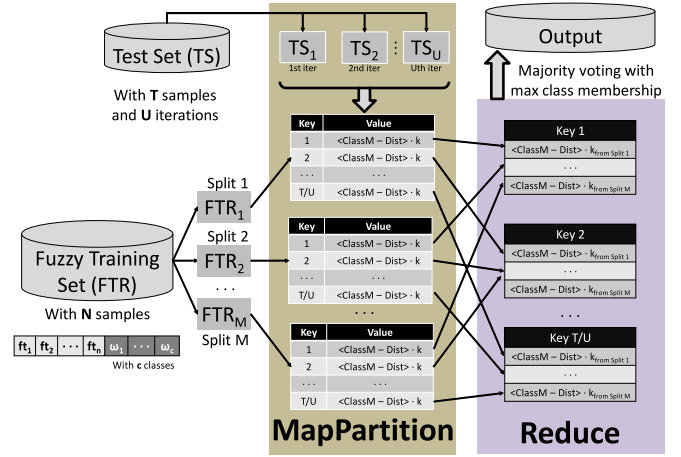 Test Set (TS)
With T samples
and U iterations
TS1
TS2
⋮
TSU
1st iter
2nd iter
Uth iter
Output
Majority voting with
max class membership
Fuzzy Training
Set (FTR)
With N samples
ft1 ft2 ··· ftn ω1 ··· ωc
With c classes
Split 1
FTR1
Split 2
FTR2
. . .
FTRM
Split M
Key Value
1 <ClassM – Dist> · k
2 <ClassM – Dist> · k
· · · · · ·
T/U <ClassM – Dist> · k
Key Value
1 <ClassM – Dist> · k
2 <ClassM – Dist> · k
· · · · · ·
T/U <ClassM – Dist> · k
. . .
Key Value
1 <ClassM – Dist> · k
2 <ClassM – Dist> · k
· · · · · ·
T/U <ClassM – Dist> · k
MapPartition
Key 1
<ClassM – Dist> · kfrom Split 1
· · ·
<ClassM – Dist> · kfrom Split M
Key 2
<ClassM – Dist> · kfrom Split 1
· · ·
<ClassM – Dist> · kfrom Split M
. . .
Key T/U
<ClassM – Dist> · kfrom Split 1
· · ·
<ClassM – Dist> · kfrom Split M
Reduce